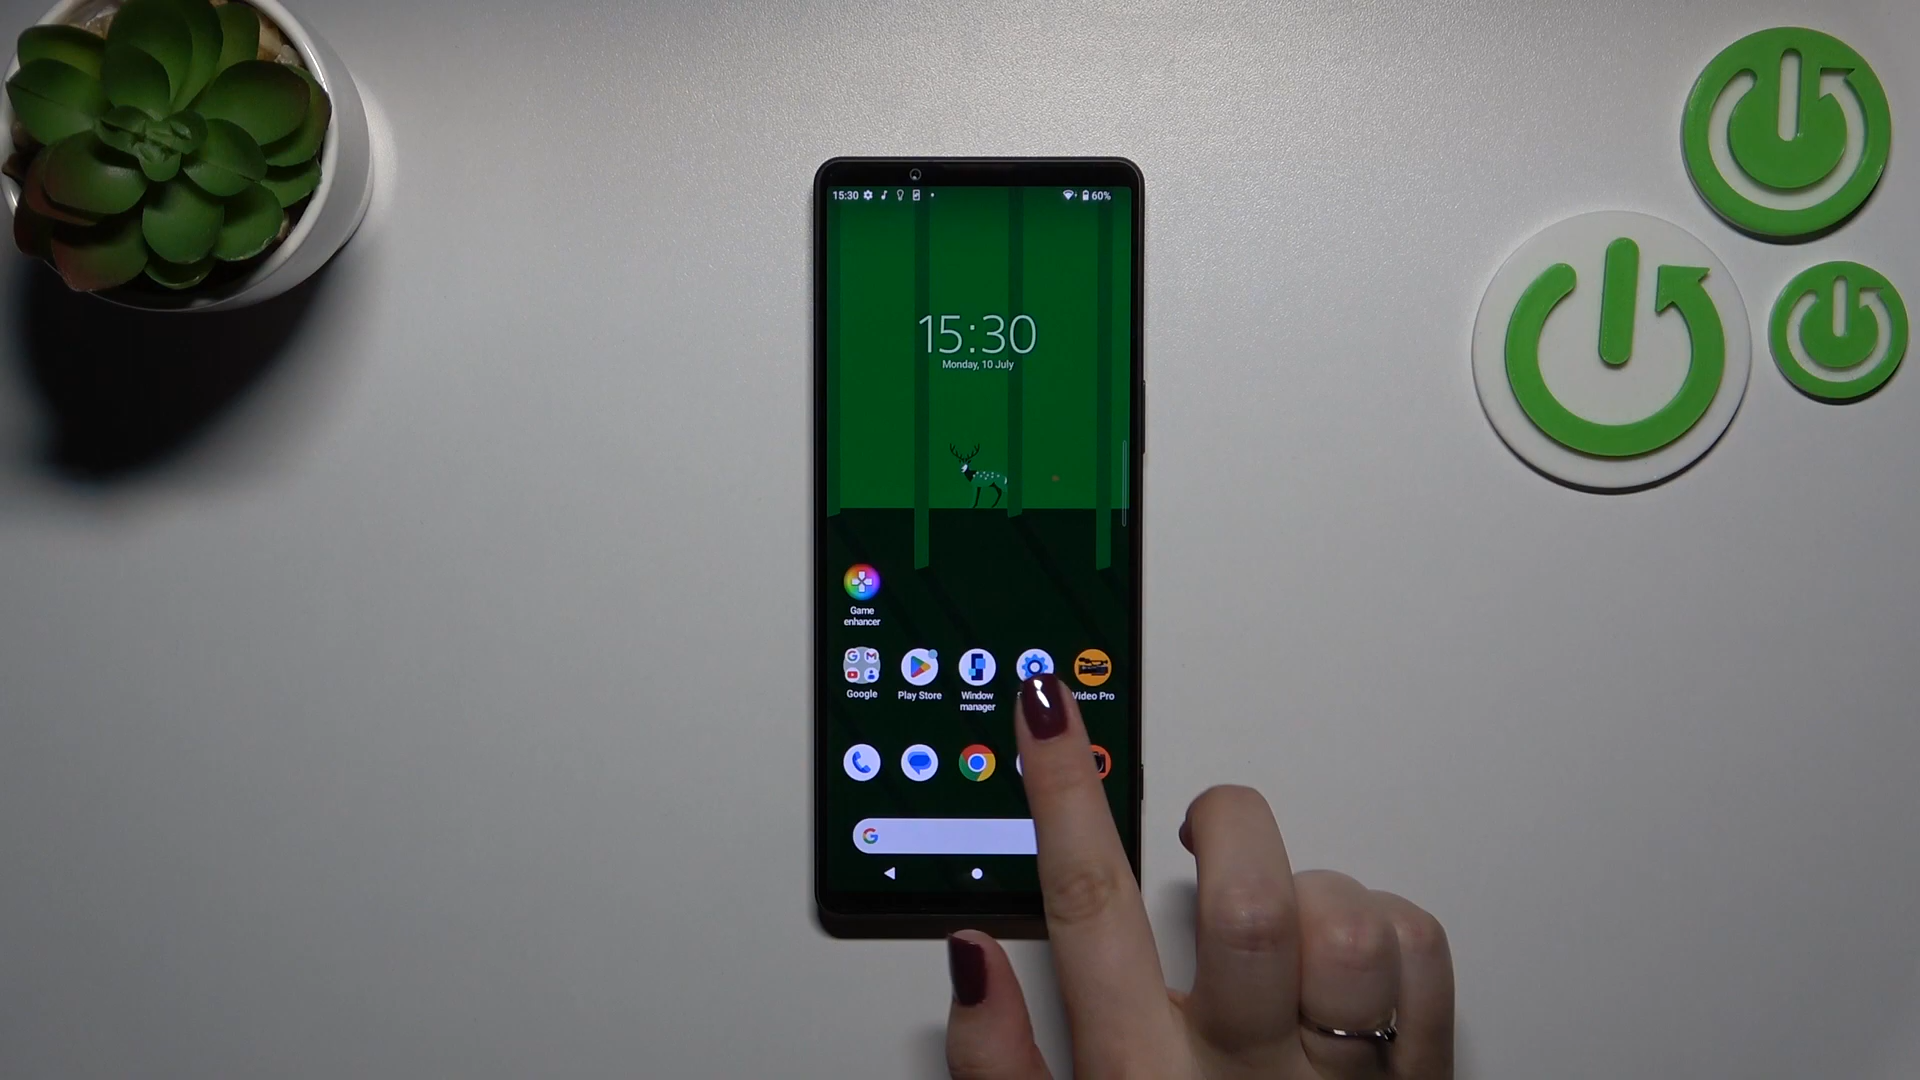 15:30
60%
15:30
Monday, 10 July
Game
enhancer
Google
Play Store
Window
manager
Video Pro